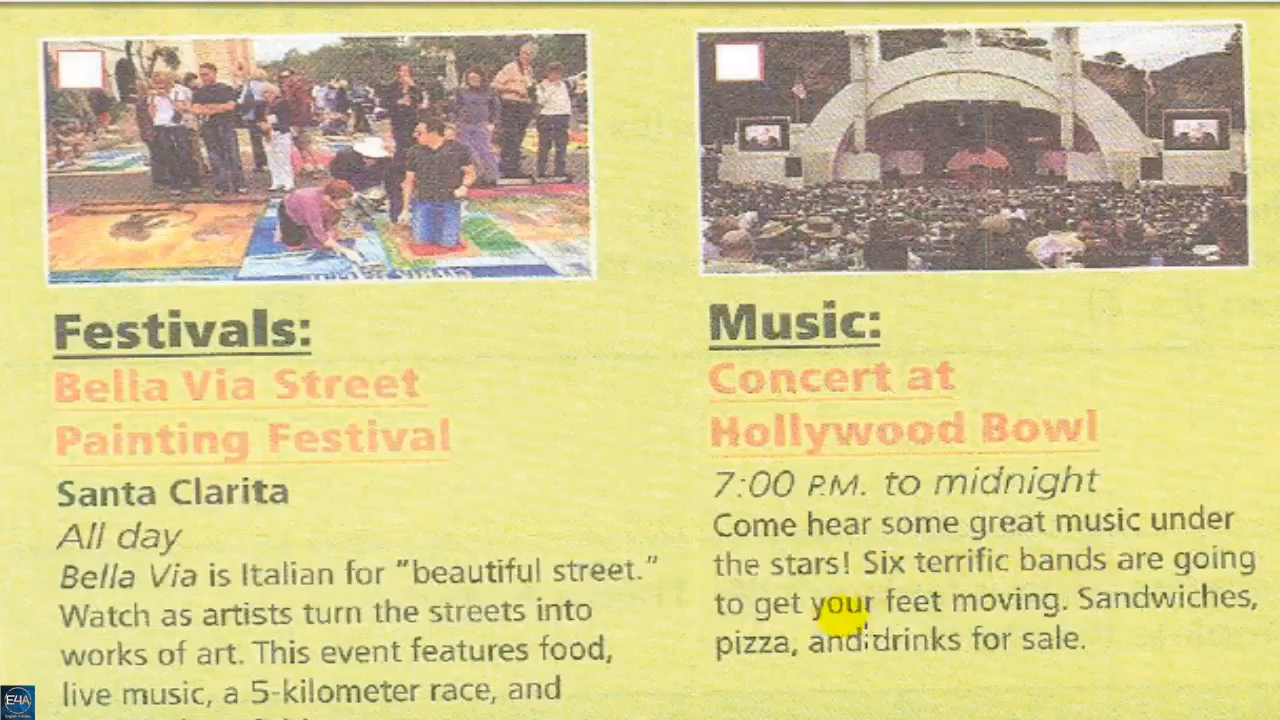 Festivals:
Bella Via Street
Painting Festival
Santa Clarita
All day
Bella Via is Italian for “beautiful street.”
Watch as artists turn the streets into
works of art. This event features food,
live music, a 5-kilometer race, and
Music:
Concert at
Hollywood Bowl
7:00 P.M. to midnight
Come hear some great music under
the stars! Six terrific bands are going
to get your feet moving. Sandwiches,
pizza, and drinks for sale.
E4A